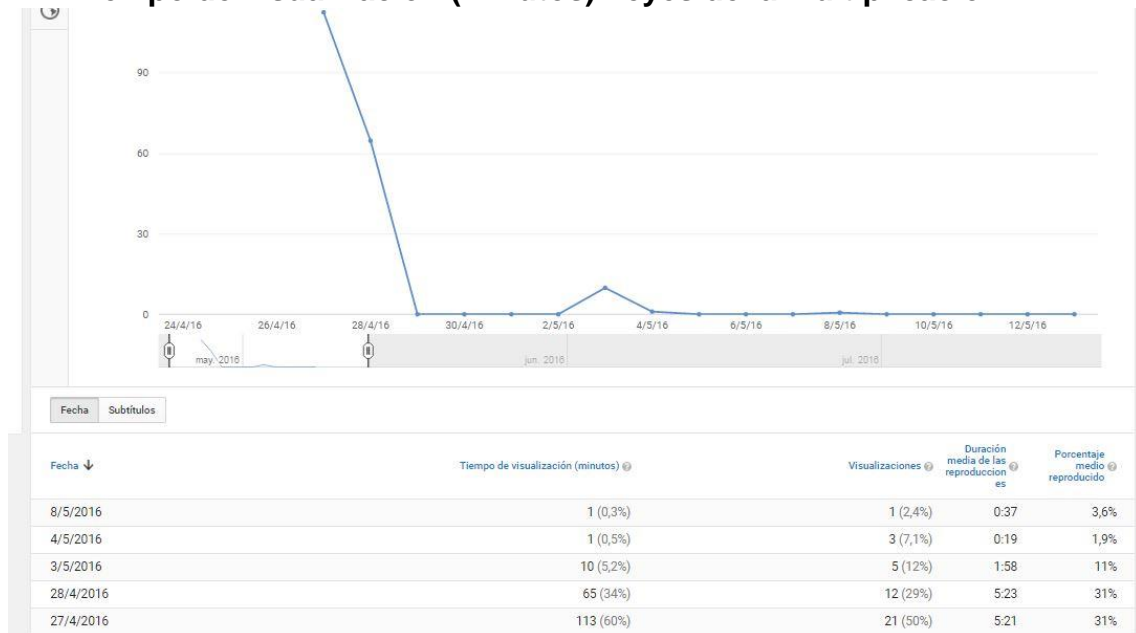 90
60
30
0
24/4/16 26/4/16 28/4/16 30/4/16 2/5/16 4/5/16 6/5/16 8/5/16 10/5/16 12/5/16
may. 2016 jun. 2016 jul. 2016
Fecha Subtítulos
Fecha Tiempo de visualización (minutos) Visualizaciones Duración media de las reproduccion es Porcentaje medio reproducido
8/5/2016 1 (0,3%) 1 (2,4%) 0:37 3,6%
4/5/2016 1 (0,5%) 3 (7,1%) 0:19 1,9%
3/5/2016 10 (5,2%) 5 (12%) 1:58 11%
28/4/2016 65 (34%) 12 (29%) 5:23 31%
27/4/2016 113 (60%) 21 (50%) 5:21 31%